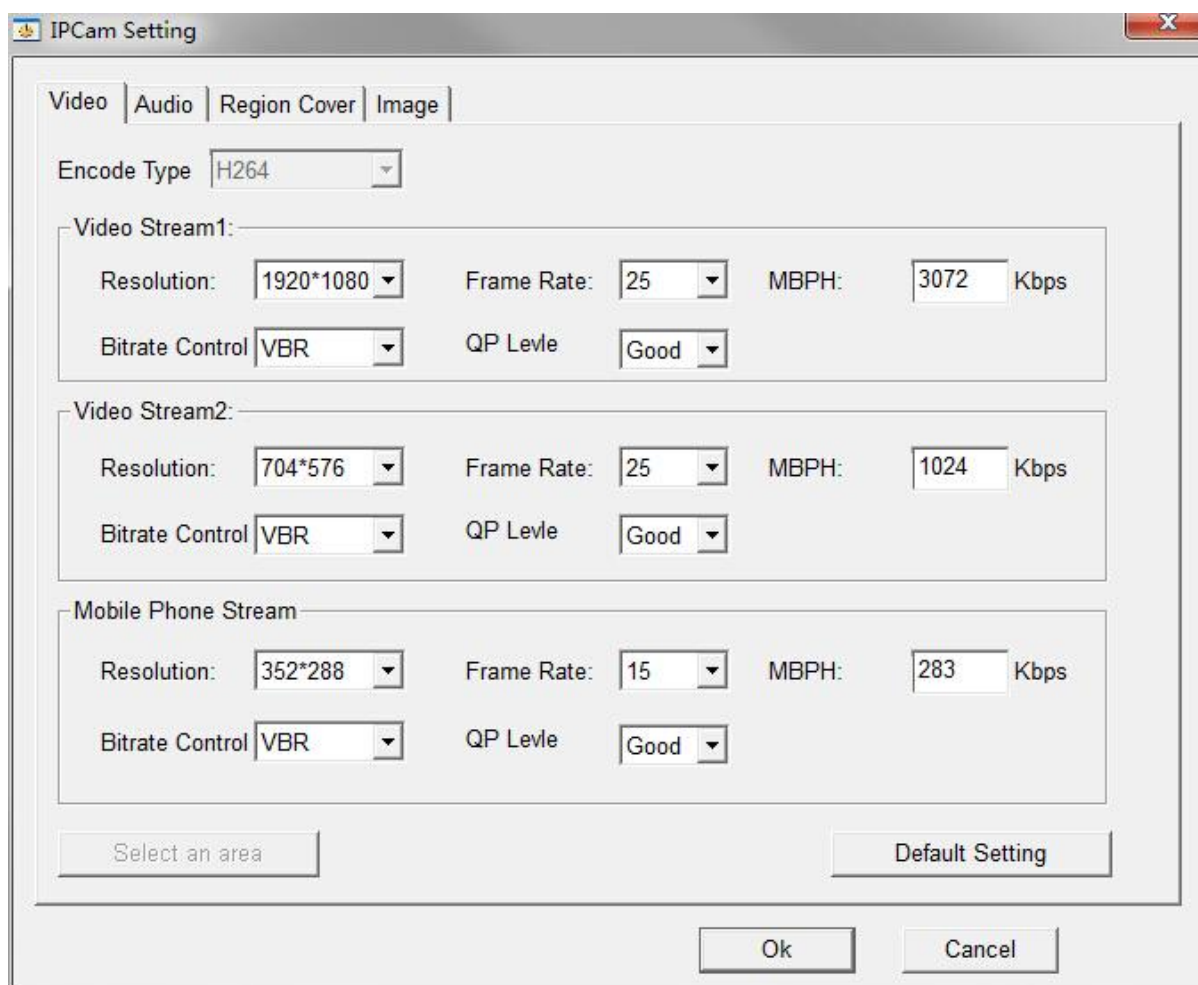 IPCam Setting
Video Audio Region Cover Image
Encode Type H264
Video Stream1:
Resolution: 1920*1080 Frame Rate: 25 MBPH: 3072 Kbps
Bitrate Control VBR QP Levle Good
Video Stream2:
Resolution: 704*576 Frame Rate: 25 MBPH: 1024 Kbps
Bitrate Control VBR QP Levle Good
Mobile Phone Stream
Resolution: 352*288 Frame Rate: 15 MBPH: 283 Kbps
Bitrate Control VBR QP Levle Good
Select an area Default Setting
Ok Cancel